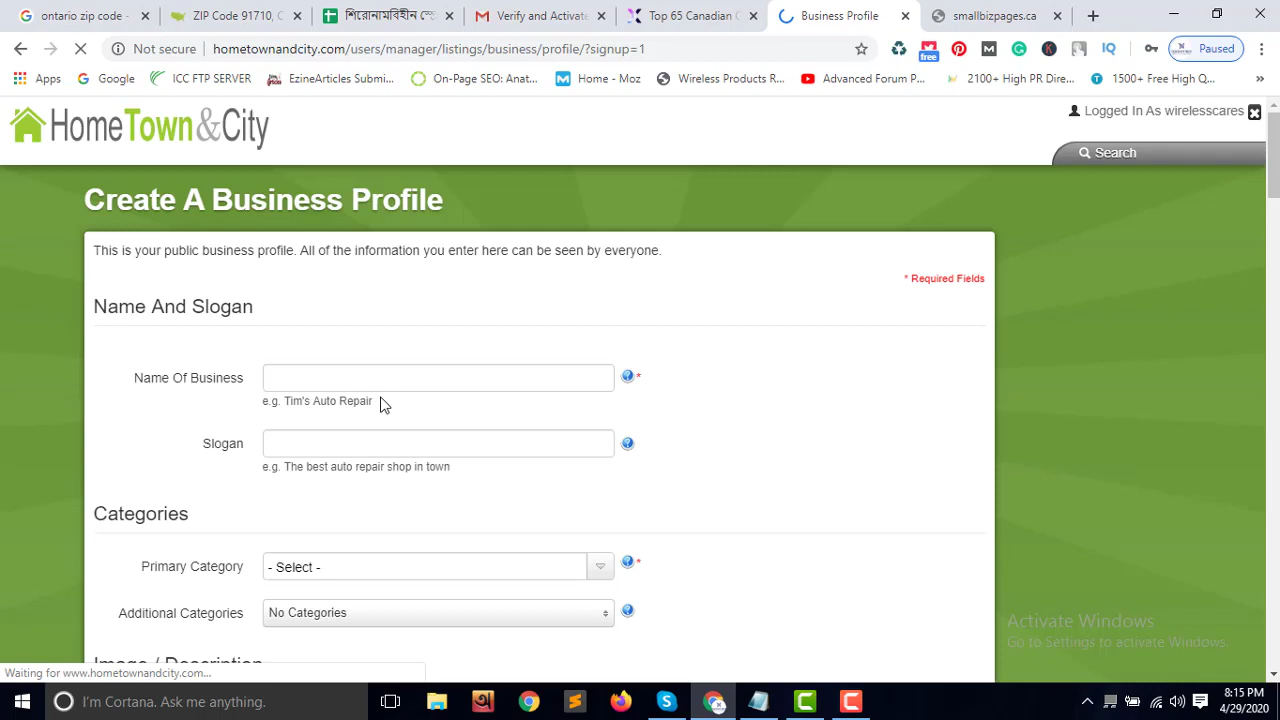 ontario zip code -
ZIP Code 91710, C
শিরোনামবিহীন স্প্রে
Verify and Activate
Top 65 Canadian C
Business Profile
smallbizpages.ca
Not secure
hometownandcity.com/users/manager/listings/business/profile/?signup=1
free
IQ
Paused
Apps
Google
ICC FTP SERVER
EzineArticles Submi...
On-Page SEO: Anat...
Home - Moz
Wireless Products R...
Advanced Forum P...
2100+ High PR Dire...
1500+ Free High Q...
HomeTown&City
Logged In As wirelesscares
Search
Create A Business Profile
This is your public business profile. All of the information you enter here can be seen by everyone.
* Required Fields
Name And Slogan
Name Of Business
*
e.g. Tim's Auto Repair
Slogan
e.g. The best auto repair shop in town
Categories
Primary Category
- Select -
*
Additional Categories
No Categories
Image / Description
Activate Windows
Go to Settings to activate Windows.
Waiting for www.hometownandcity.com...
I'm Cortana. Ask me anything.
8:15 PM
4/29/2020